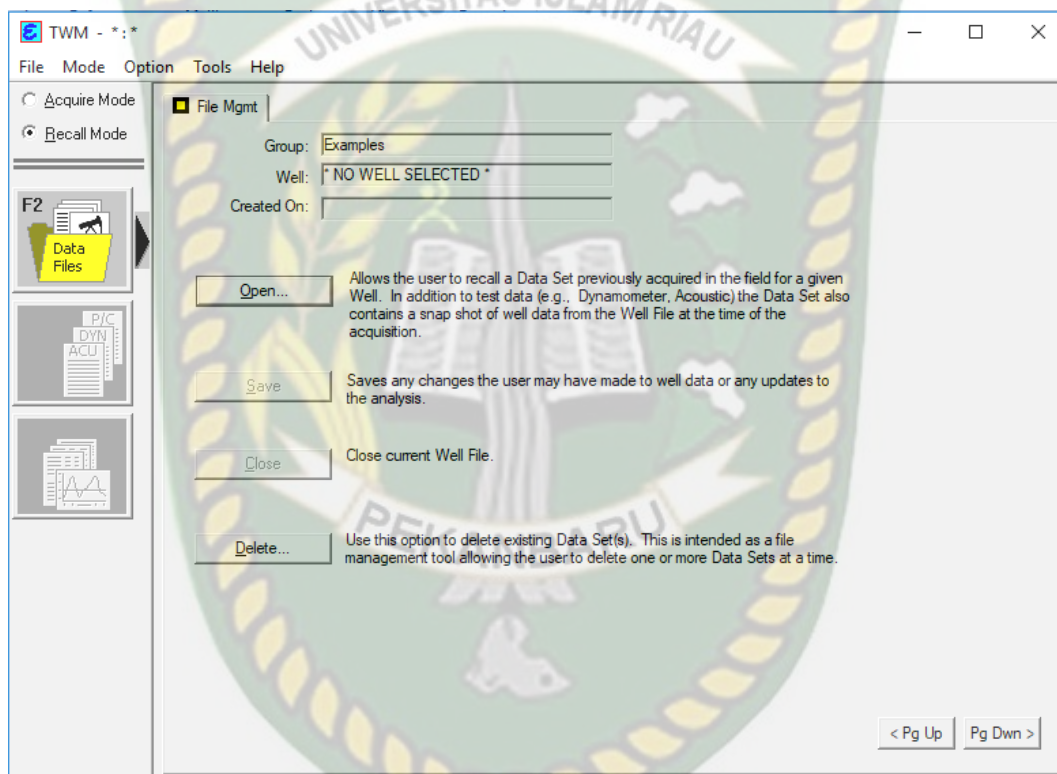 TWM - *:*
File Mode Option Tools Help
Acquire Mode
Recall Mode
F2
Data
Files
P/C
DYN
ACU
File Mgmt
Group: Examples
Well: * NO WELL SELECTED *
Created On:
Open...
Allows the user to recall a Data Set previously acquired in the field for a given
Well. In addition to test data (e.g., Dynamometer, Acoustic) the Data Set also
contains a snap shot of well data from the Well File at the time of the
acquisition.
Save
Saves any changes the user may have made to well data or any updates to
the analysis.
Close
Close current Well File.
Delete...
Use this option to delete existing Data Set(s). This is intended as a file
management tool allowing the user to delete one or more Data Sets at a time.
< Pg Up
Pg Dwn >
UNIVERSITAS ISLAM RIAU
PEKANBARU